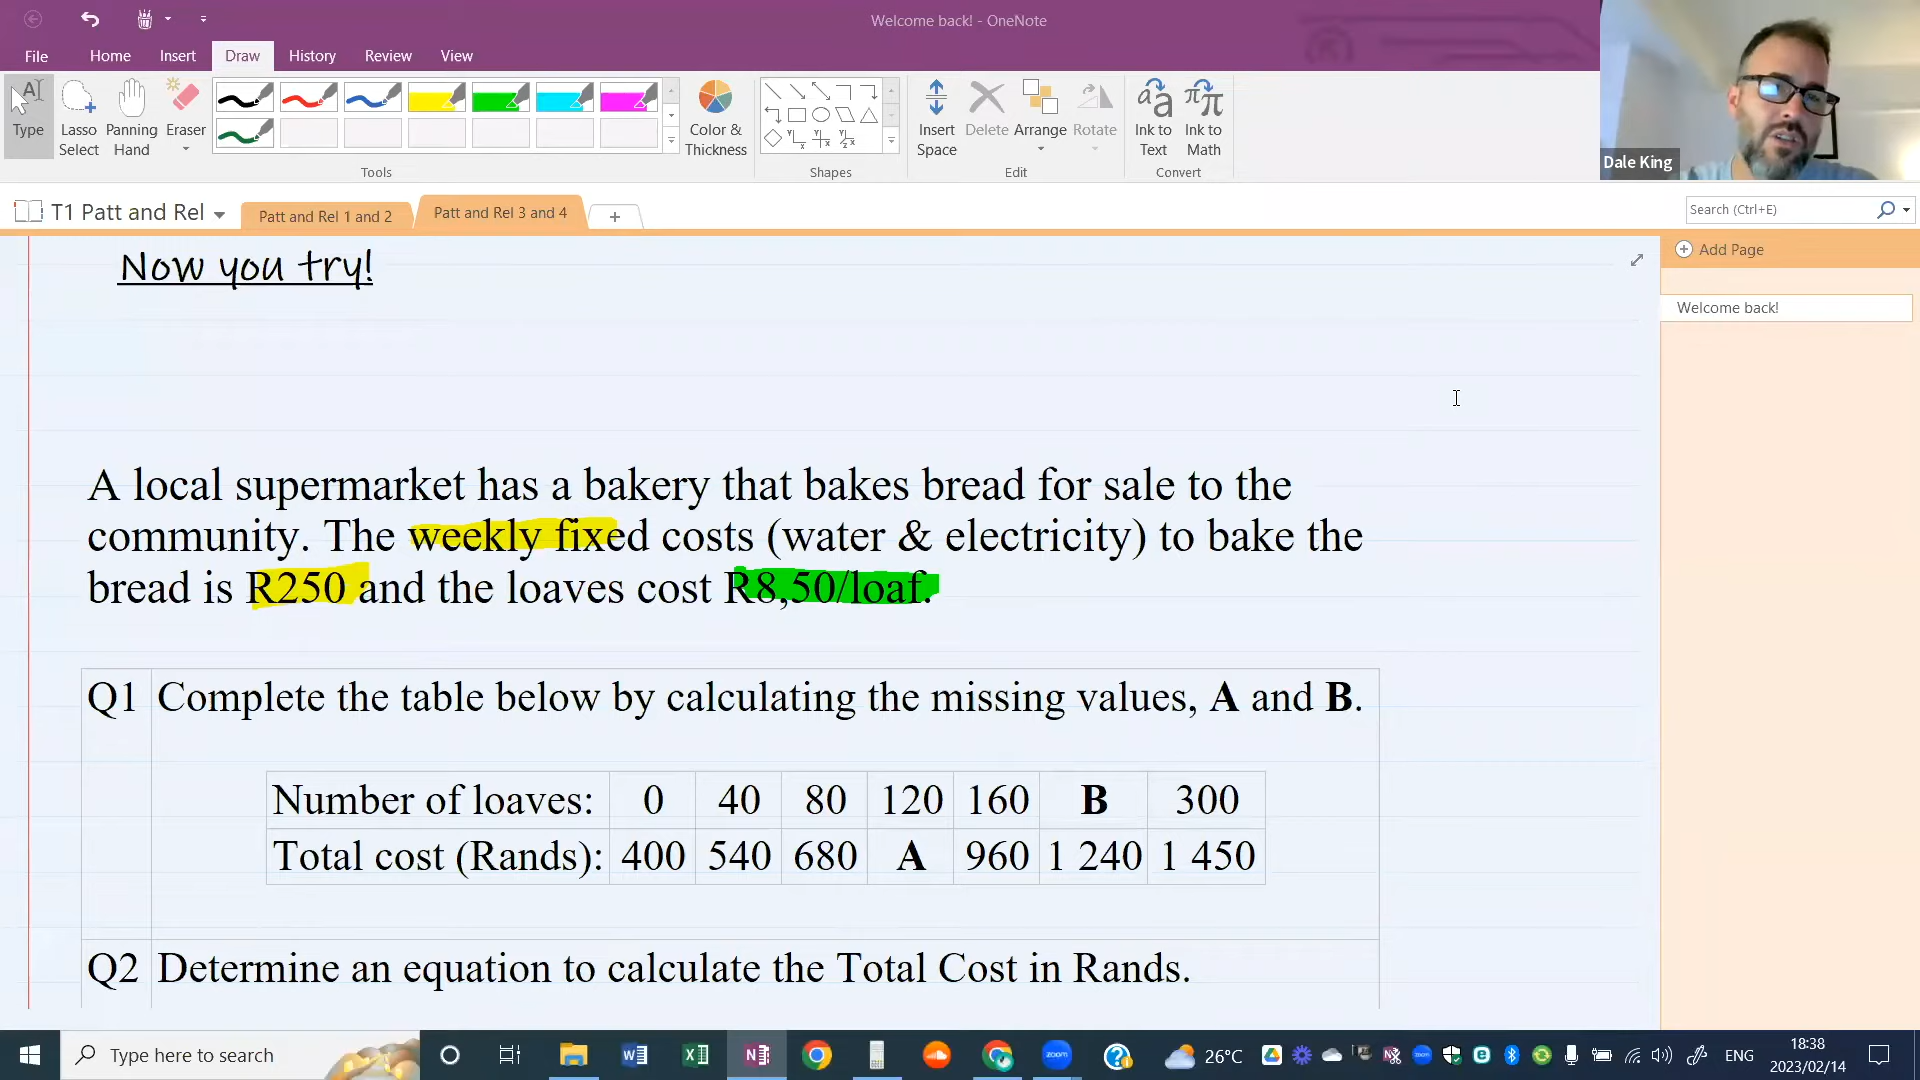 Welcome back! - OneNote
File
Home
Insert
Draw
History
Review
View
Type
Lasso
Select
Panning
Hand
Eraser
Color &
Thickness
Insert
Space
Delete
Arrange
Rotate
Ink to
Text
Ink to
Math
Tools
Shapes
Edit
Convert
Dale King
T1 Patt and Rel
Patt and Rel 1 and 2
Patt and Rel 3 and 4
Search (Ctrl+E)
Add Page
Welcome back!
Now you try!
A local supermarket has a bakery that bakes bread for sale to the
community. The weekly fixed costs (water & electricity) to bake the
bread is R250 and the loaves cost R8,50/loaf.
Q1 Complete the table below by calculating the missing values, A and B.
Number of loaves: 0 40 80 120 160 B 300
Total cost (Rands): 400 540 680 A 960 1 240 1 450
Q2 Determine an equation to calculate the Total Cost in Rands.
Type here to search
26°C
ENG
18:38
2023/02/14